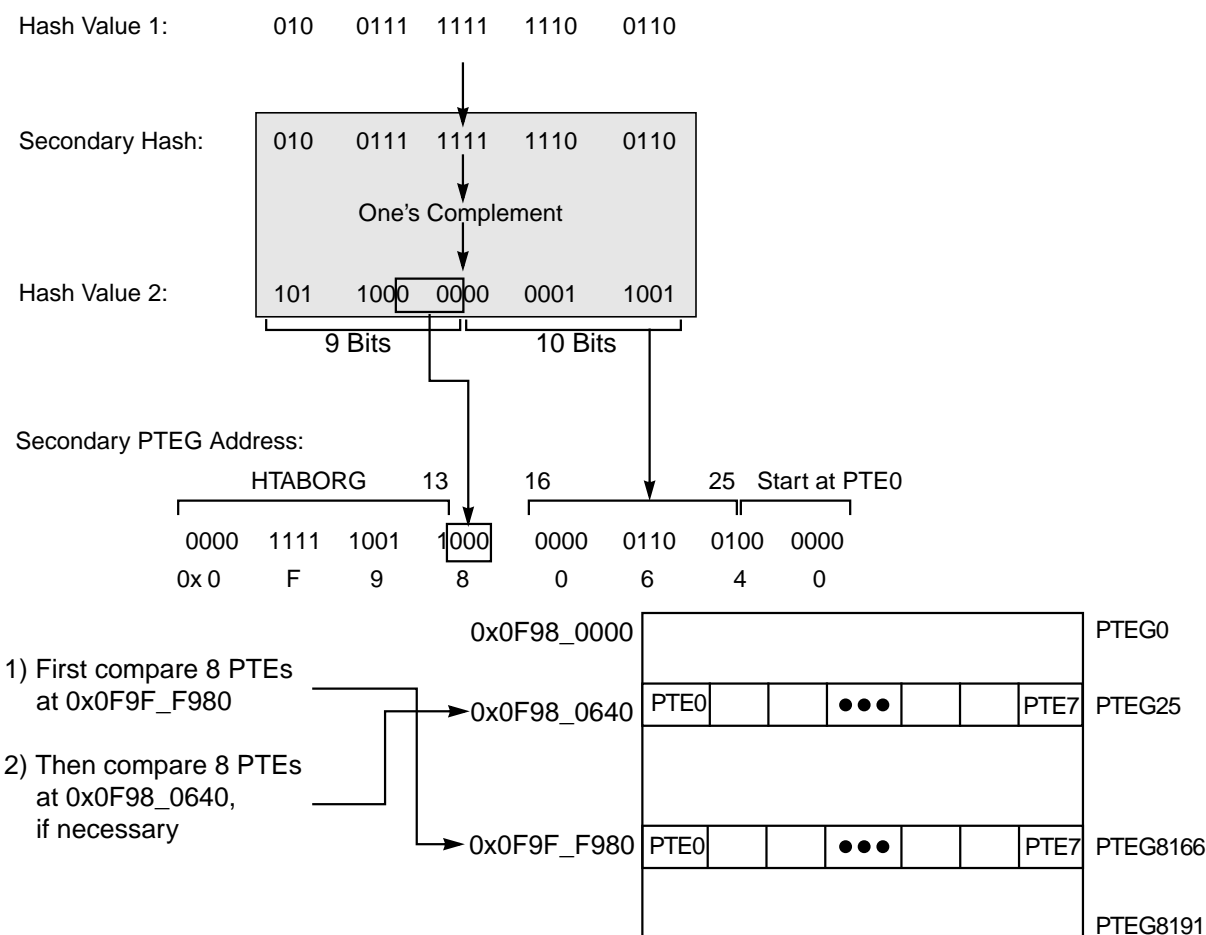 Hash Value 1: 010 0111 1111 1110 0110
Secondary Hash: 010 0111 1111 1110 0110
One's Complement
Hash Value 2: 101 1000 0000 0001 1001
9 Bits 10 Bits
Secondary PTEG Address:
HTABORG 13 16 25 Start at PTE0
0000 1111 1001 1000 0000 0110 0100 0000
0x 0 F 9 8 0 6 4 0
0x0F98_0000 PTEG0
1) First compare 8 PTEs
at 0x0F9F_F980
0x0F98_0640 PTE0 ●●● PTE7 PTEG25
2) Then compare 8 PTEs
at 0x0F98_0640,
if necessary
0x0F9F_F980 PTE0 ●●● PTE7 PTEG8166
PTEG8191